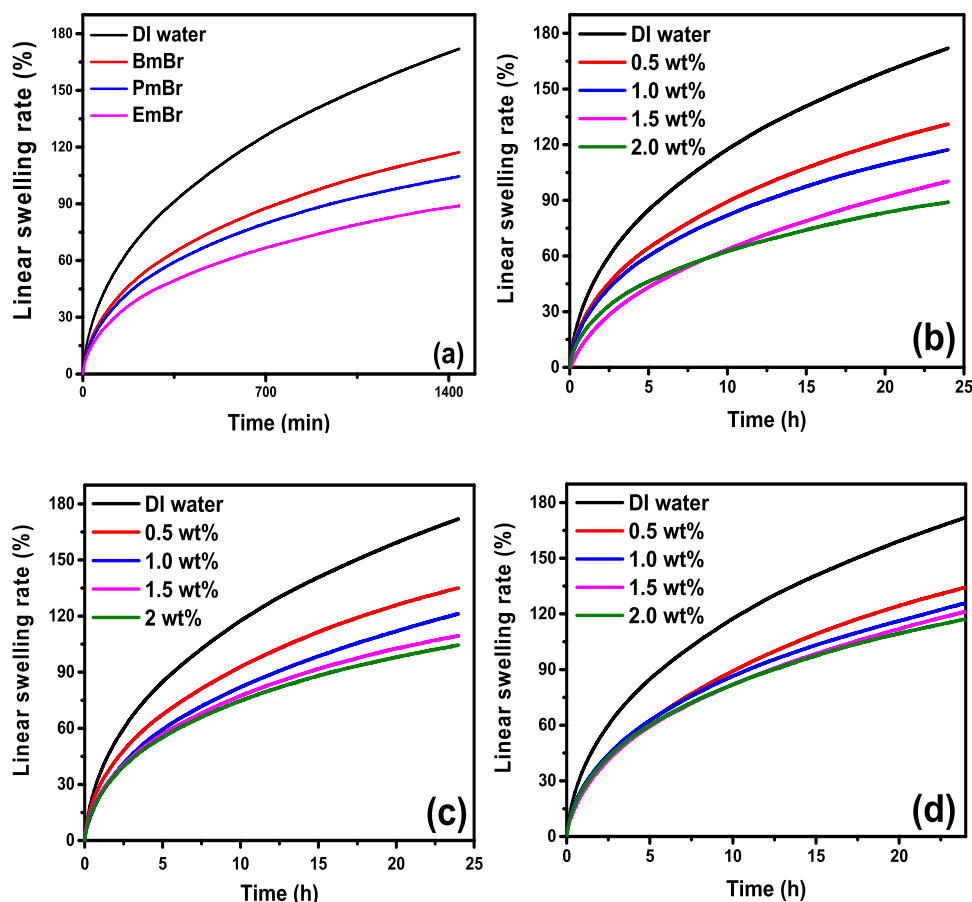 DI water
BmBr
PmBr
EmBr
180
150
120
90
60
30
0
0
700
1400
Linear swelling rate (%)
Time (min)
(a)
DI water
0.5 wt%
1.0 wt%
1.5 wt%
2.0 wt%
180
150
120
90
60
30
0
0
5
10
15
20
25
Linear swelling rate (%)
Time (h)
(b)
DI water
0.5 wt%
1.0 wt%
1.5 wt%
2 wt%
180
150
120
90
60
30
0
0
5
10
15
20
25
Linear swelling rate (%)
Time (h)
(c)
DI water
0.5 wt%
1.0 wt%
1.5 wt%
2.0 wt%
180
150
120
90
60
30
0
0
5
10
15
20
Linear swelling rate (%)
Time (h)
(d)